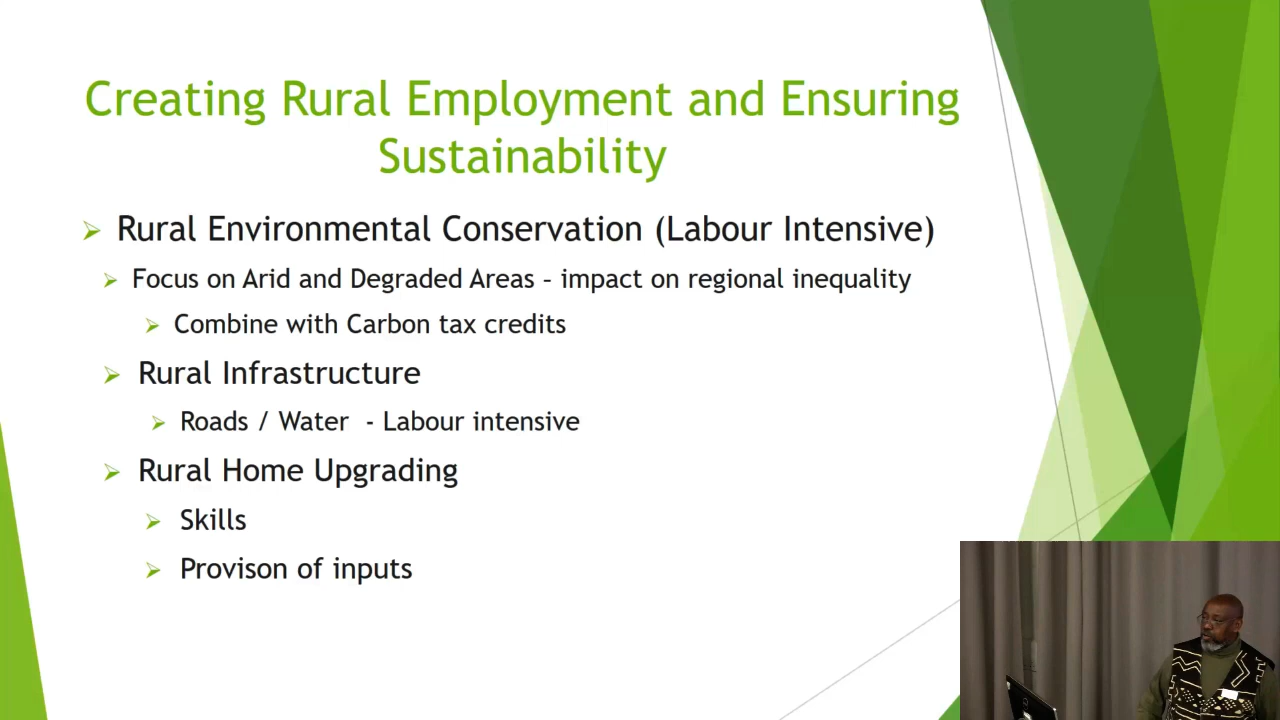 Creating Rural Employment and Ensuring
Sustainability
Rural Environmental Conservation (Labour Intensive)
Focus on Arid and Degraded Areas – impact on regional inequality
Combine with Carbon tax credits
Rural Infrastructure
Roads / Water - Labour intensive
Rural Home Upgrading
Skills
Provison of inputs